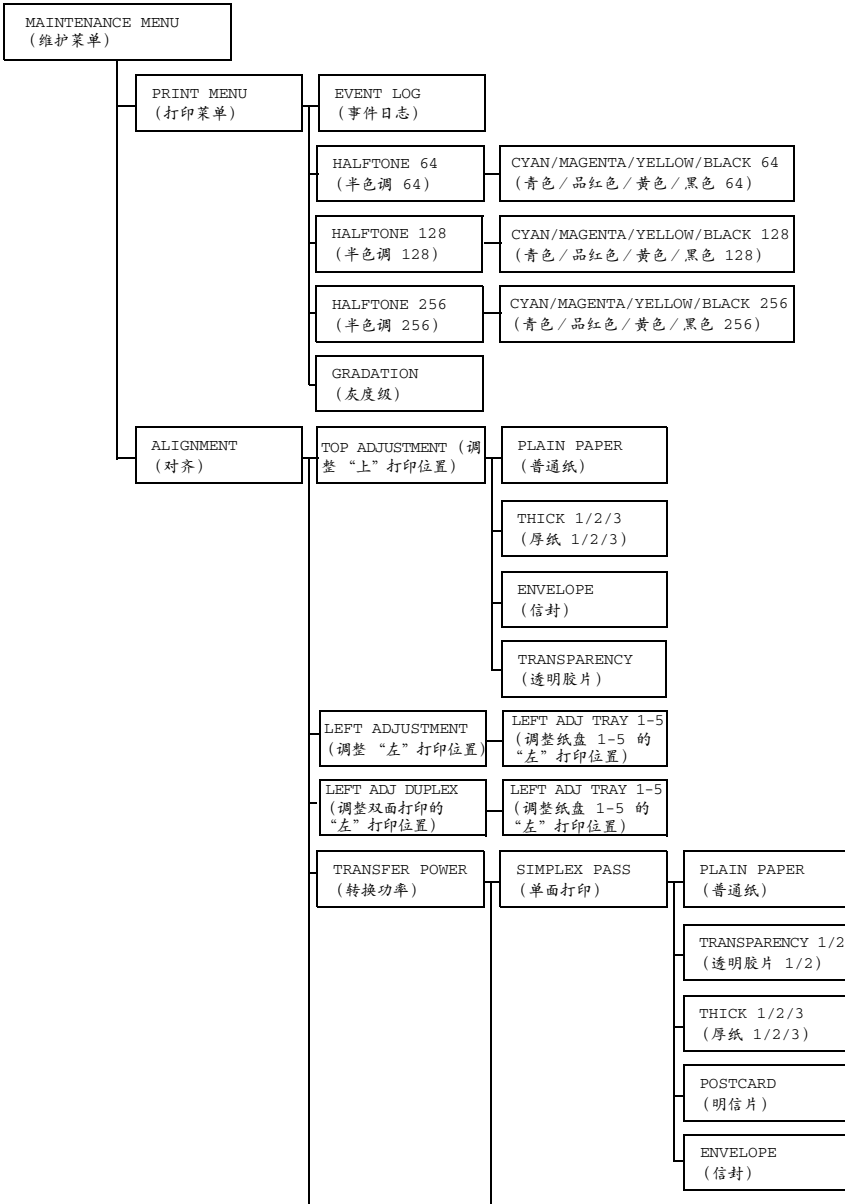 MAINTENANCE MENU
(维护菜单)
PRINT MENU
(打印菜单)
EVENT LOG
(事件日志)
HALFTONE 64
(半色调 64)
CYAN/MAGENTA/YELLOW/BLACK 64
(青色/品红色/黄色/黑色 64)
HALFTONE 128
(半色调 128)
CYAN/MAGENTA/YELLOW/BLACK 128
(青色/品红色/黄色/黑色 128)
HALFTONE 256
(半色调 256)
CYAN/MAGENTA/YELLOW/BLACK 256
(青色/品红色/黄色/黑色 256)
GRADATION
(灰度级)
ALIGNMENT
(对齐)
TOP ADJUSTMENT (调
整 “上”打印位置)
PLAIN PAPER
(普通纸)
THICK 1/2/3
(厚纸 1/2/3)
ENVELOPE
(信封)
TRANSPARENCY
(透明胶片)
LEFT ADJUSTMENT
(调整 “左”打印位置)
LEFT ADJ TRAY 1-5
(调整纸盘 1-5 的
“左”打印位置)
LEFT ADJ DUPLEX
(调整双面打印的
“左”打印位置)
LEFT ADJ TRAY 1-5
(调整纸盘 1-5 的
“左”打印位置)
TRANSFER POWER
(转换功率)
SIMPLEX PASS
(单面打印)
PLAIN PAPER
(普通纸)
TRANSPARENCY 1/2
(透明胶片 1/2)
THICK 1/2/3
(厚纸 1/2/3)
POSTCARD
(明信片)
ENVELOPE
(信封)